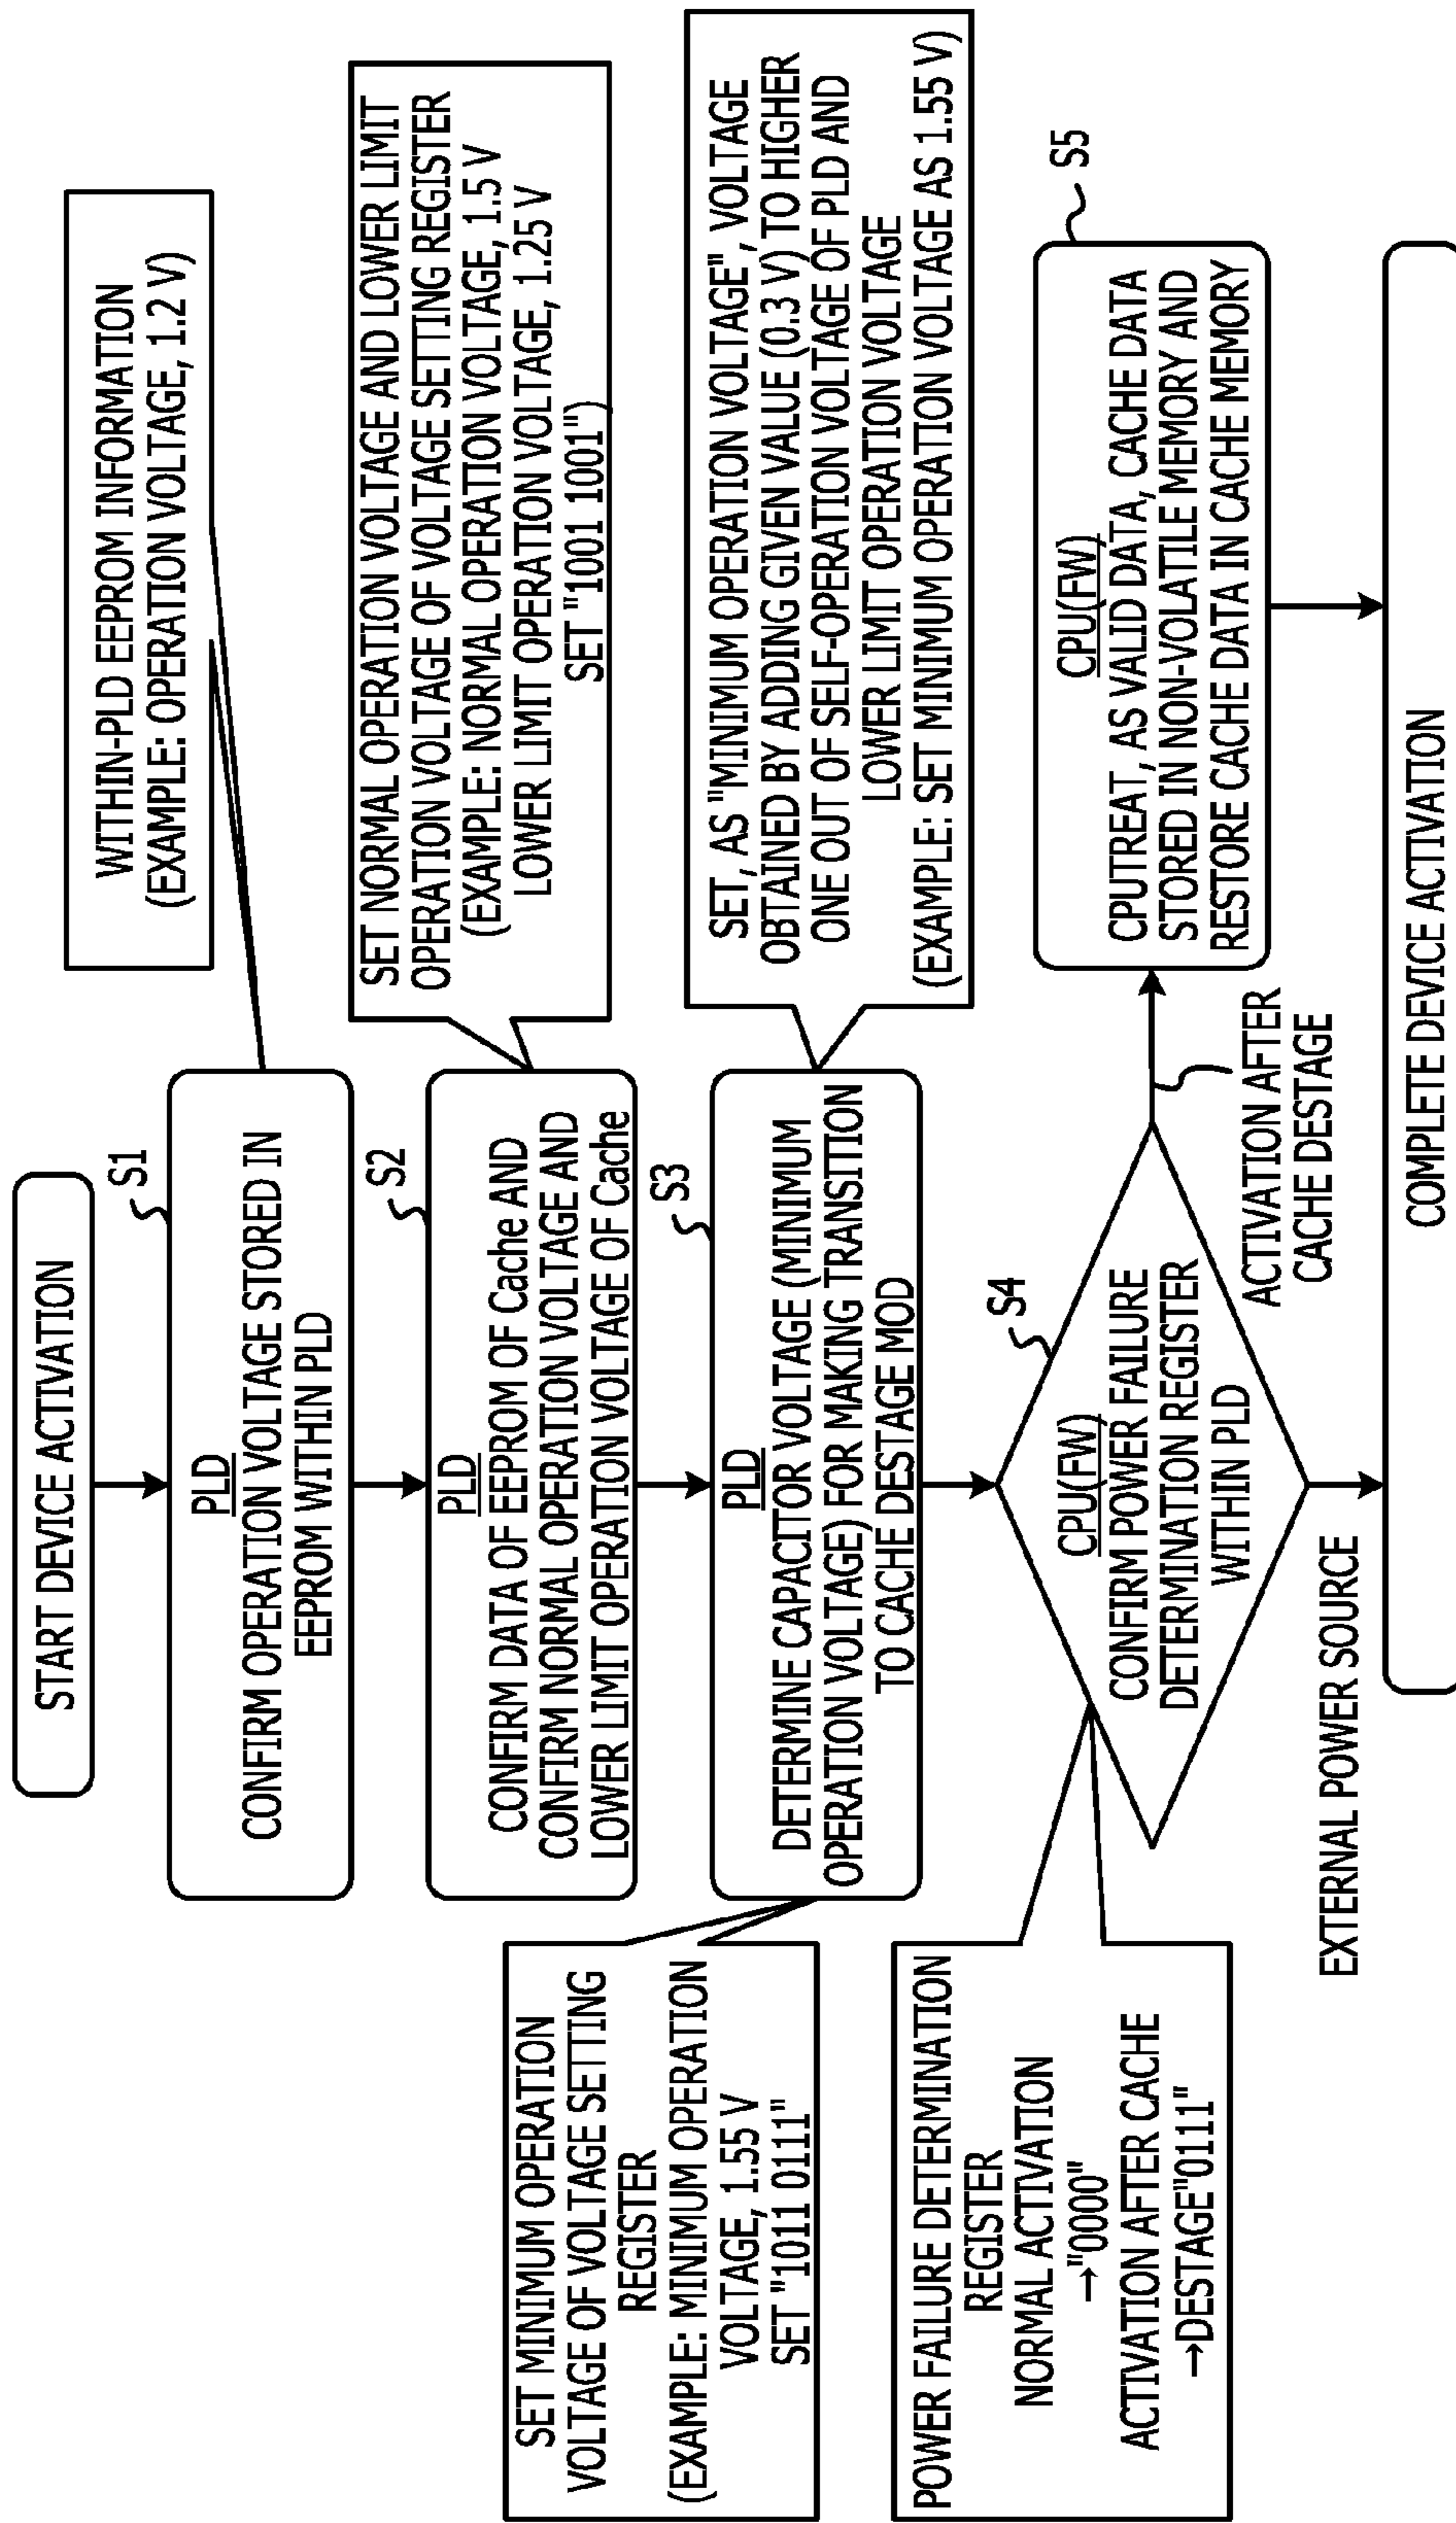 START DEVICE ACTIVATION
S1
PLD
CONFIRM OPERATION VOLTAGE STORED IN
EEPROM WITHIN PLD
WITHIN-PLD EEPROM INFORMATION
(EXAMPLE: OPERATION VOLTAGE, 1.2 V)
S2
PLD
CONFIRM DATA OF EEPROM OF Cache AND
CONFIRM NORMAL OPERATION VOLTAGE AND
LOWER LIMIT OPERATION VOLTAGE OF Cache
SET NORMAL OPERATION VOLTAGE AND LOWER LIMIT
OPERATION VOLTAGE OF VOLTAGE SETTING REGISTER
(EXAMPLE: NORMAL OPERATION VOLTAGE, 1.5 V
LOWER LIMIT OPERATION VOLTAGE, 1.25 V
SET "1001 1001")
S3
PLD
DETERMINE CAPACITOR VOLTAGE (MINIMUM
OPERATION VOLTAGE) FOR MAKING TRANSITION
TO CACHE DESTAGE MOD
SET, AS "MINIMUM OPERATION VOLTAGE", VOLTAGE
OBTAINED BY ADDING GIVEN VALUE (0.3 V) TO HIGHER
ONE OUT OF SELF-OPERATION VOLTAGE OF PLD AND
LOWER LIMIT OPERATION VOLTAGE
(EXAMPLE: SET MINIMUM OPERATION VOLTAGE AS 1.55 V)
SET MINIMUM OPERATION
VOLTAGE OF VOLTAGE SETTING
REGISTER
(EXAMPLE: MINIMUM OPERATION
VOLTAGE, 1.55 V
SET "1011 0111"
S4
CPU(FW)
CONFIRM POWER FAILURE
DETERMINATION REGISTER
WITHIN PLD
POWER FAILURE DETERMINATION
REGISTER
NORMAL ACTIVATION
→"0000"
ACTIVATION AFTER CACHE
→DESTAGE"0111"
ACTIVATION AFTER
CACHE DESTAGE
S5
CPU(FW)
CPUTREAT, AS VALID DATA, CACHE DATA
STORED IN NON-VOLATILE MEMORY AND
RESTORE CACHE DATA IN CACHE MEMORY
EXTERNAL POWER SOURCE
COMPLETE DEVICE ACTIVATION